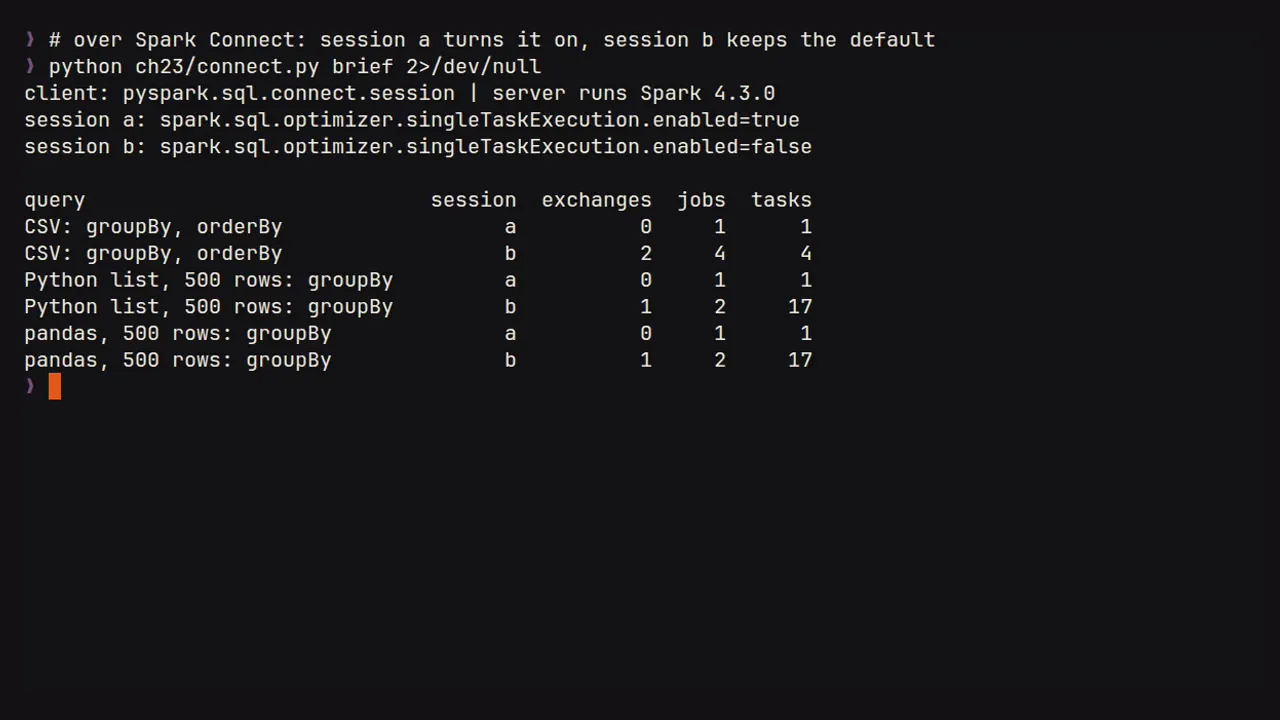 ❯ # over Spark Connect: session a turns it on, session b keeps the default
❯ python ch23/connect.py brief 2>/dev/null
client: pyspark.sql.connect.session | server runs Spark 4.3.0
session a: spark.sql.optimizer.singleTaskExecution.enabled=true
session b: spark.sql.optimizer.singleTaskExecution.enabled=false
query session exchanges jobs tasks
CSV: groupBy, orderBy a 0 1 1
CSV: groupBy, orderBy b 2 4 4
Python list, 500 rows: groupBy a 0 1 1
Python list, 500 rows: groupBy b 1 2 17
pandas, 500 rows: groupBy a 0 1 1
pandas, 500 rows: groupBy b 1 2 17
❯